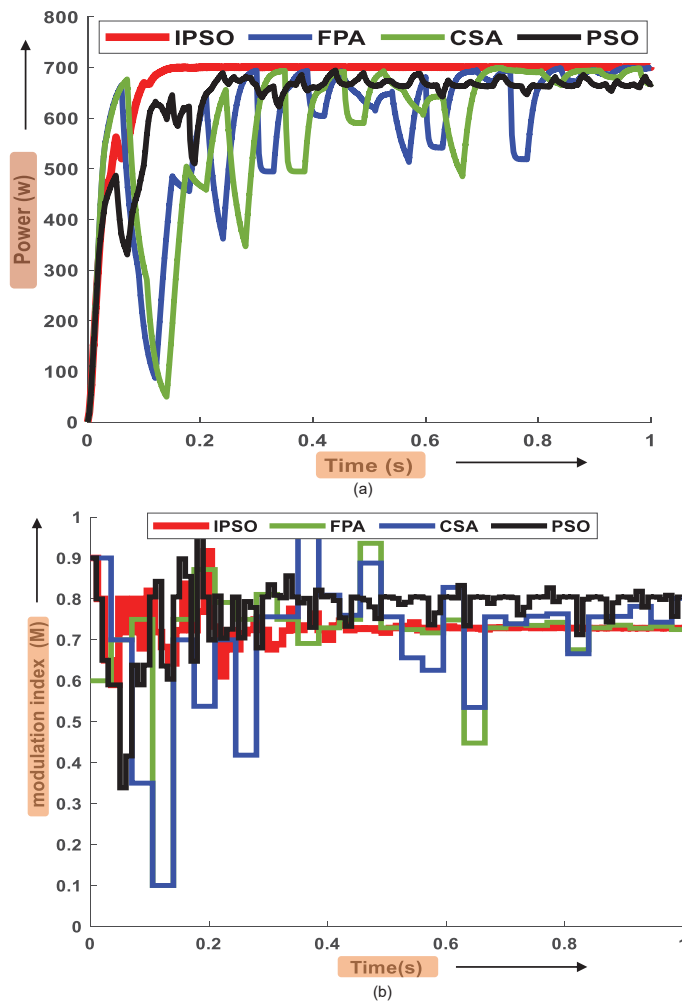 800
700
600
500
400
300
200
100
0
Power (w)
IPSO FPA CSA PSO
0 0.2 0.4 0.6 0.8 1
Time (s)
(a)
1
0.9
0.8
0.7
0.6
0.5
0.4
0.3
0.2
0.1
0
modulation index (M)
IPSO FPA CSA PSO
0 0.2 0.4 0.6 0.8 1
Time(s)
(b)